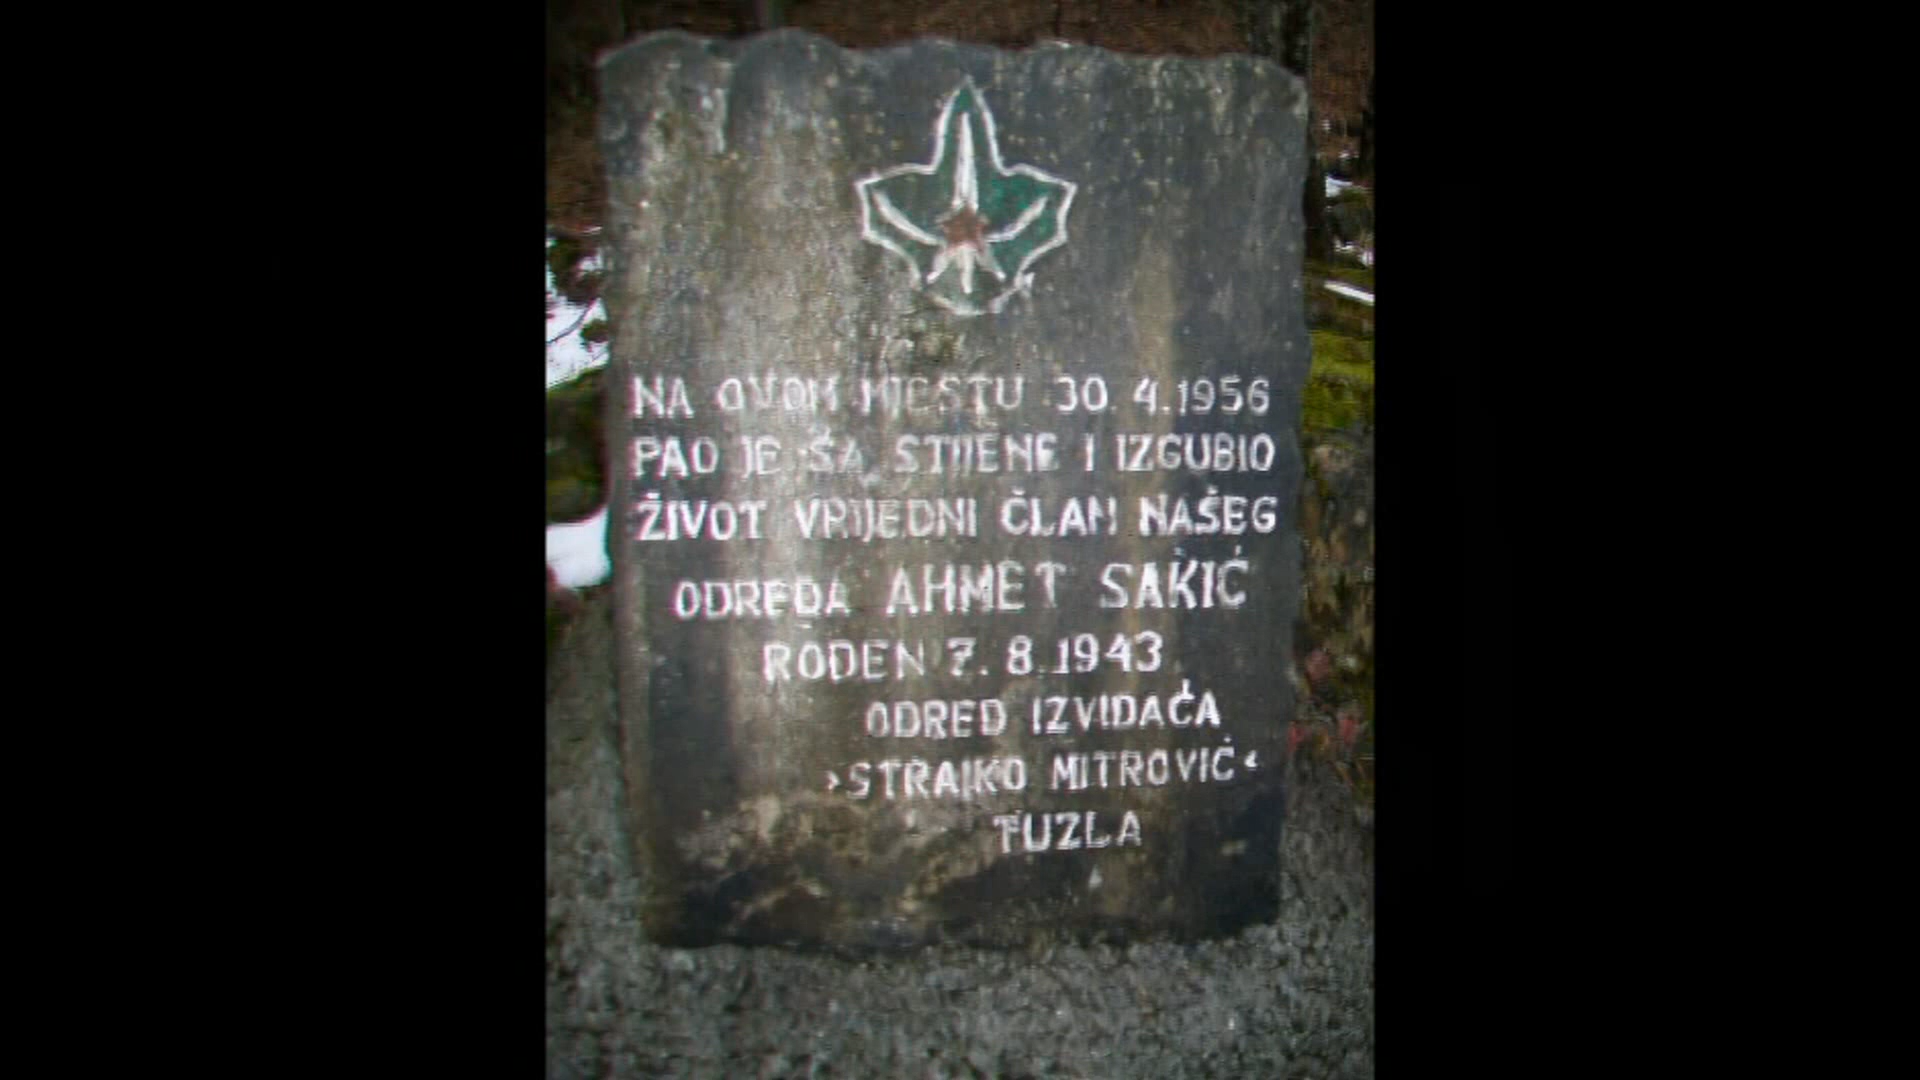 NA OVOM MJESTU 30.4.1956
PAO JE SA STIJENE I IZGUBIO
ŽIVOT VRIJEDNI ČLAN NAŠEG
ODREDA AHMET SAKIĆ
ROĐEN 7.8.1943
ODRED IZVIĐAČA
›STRAJKO MITROVIĆ‹
TUZLA